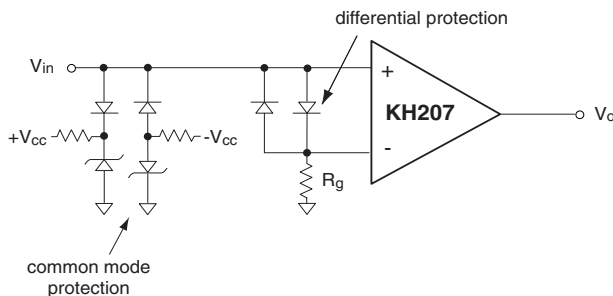 differential protection
Vin
+
KH207
Vo
+Vcc
-Vcc
-
Rg
common mode
protection